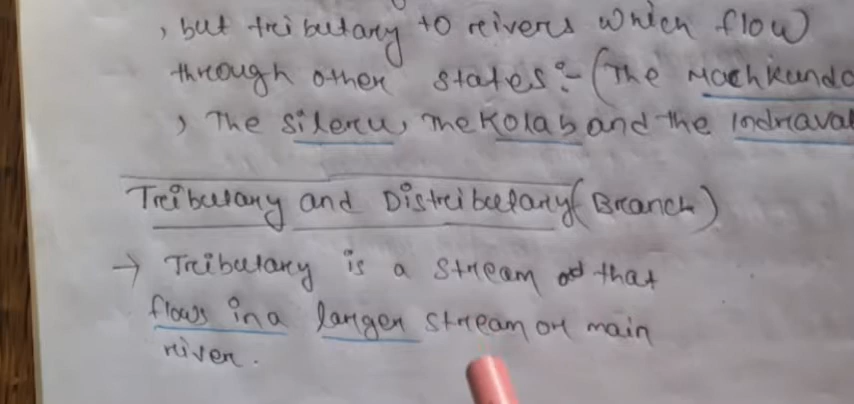 , but tributary to rivers which flow
through other states:- (The Machkunda
, The Sileru, The Kolab and the Indraval
Tributary and Distributary (Branch)
→ Tributary is a stream that
flows in a larger stream or main
river.